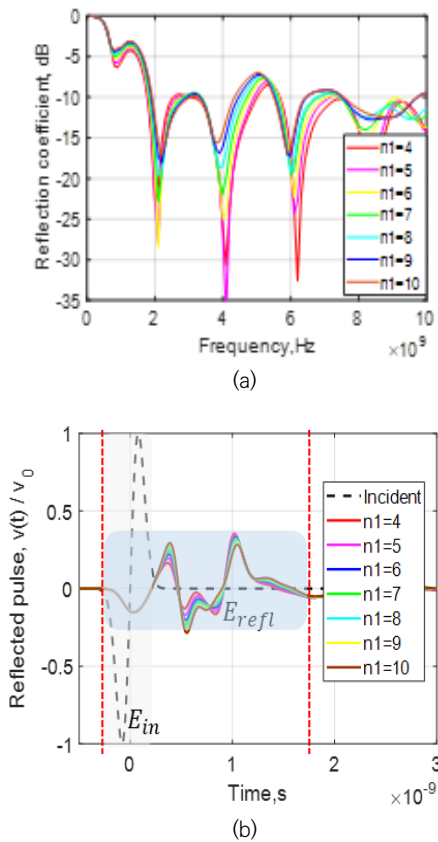 Reflection coefficient, dB
0
-5
-10
-15
-20
-25
-30
-35
n1=4
n1=5
n1=6
n1=7
n1=8
n1=9
n1=10
0 2 4 6 8 10
Frequency,Hz ×10⁹
(a)
Reflected pulse, v(t) / v₀
1
0.5
0
-0.5
-1
Incident
n1=4
n1=5
n1=6
n1=7
n1=8
n1=9
n1=10
E_refl
E_in
0 1 2 3
Time,s ×10⁻⁹
(b)